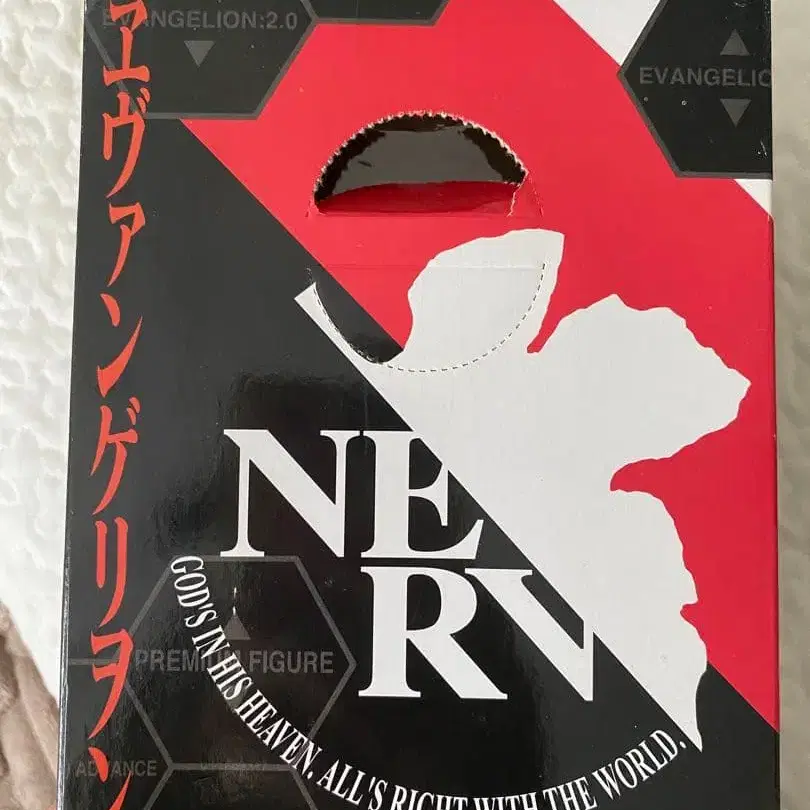 ヱヴァンゲリヲン
EVANGELION:2.0
NERV
GOD'S IN HIS HEAVEN. ALL'S RIGHT WITH THE WORLD.
PREMIUM FIGURE
ADVANCE